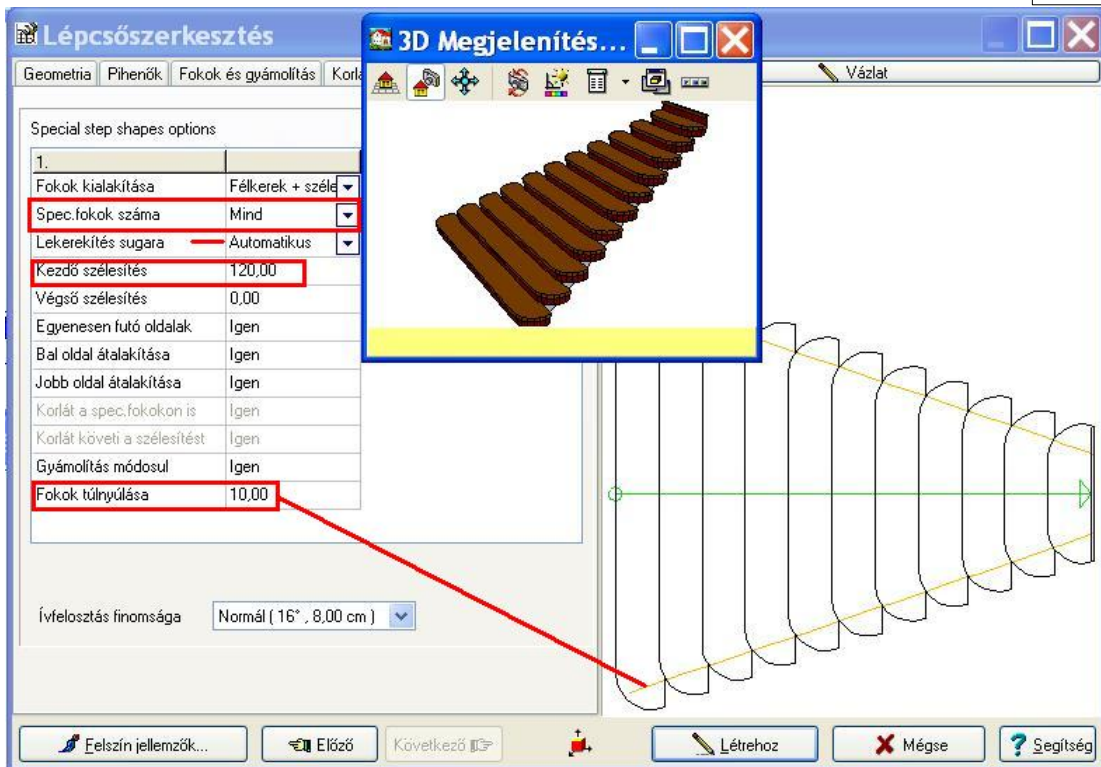 Lépcsőszerkesztés
3D Megjelenítés...
Geometria
Pihenők
Fokok és gyámolítás
Vázlat
Special step shapes options
1.
Fokok kialakítása
Félkerek + széle
Spec.fokok száma
Mind
Lekerekítés sugara
Automatikus
Kezdő szélesítés
120,00
Végső szélesítés
0,00
Egyenesen futó oldalak
Igen
Bal oldal átalakítása
Igen
Jobb oldal átalakítása
Igen
Korlát a spec.fokokon is
Igen
Korlát követi a szélesítést
Igen
Gyámolítás módosul
Igen
Fokok túlnyúlása
10,00
Ívfelosztás finomsága
Normál ( 16° , 8,00 cm )
Felszín jellemzők...
Előző
Következő
Létrehoz
Mégse
Segítség